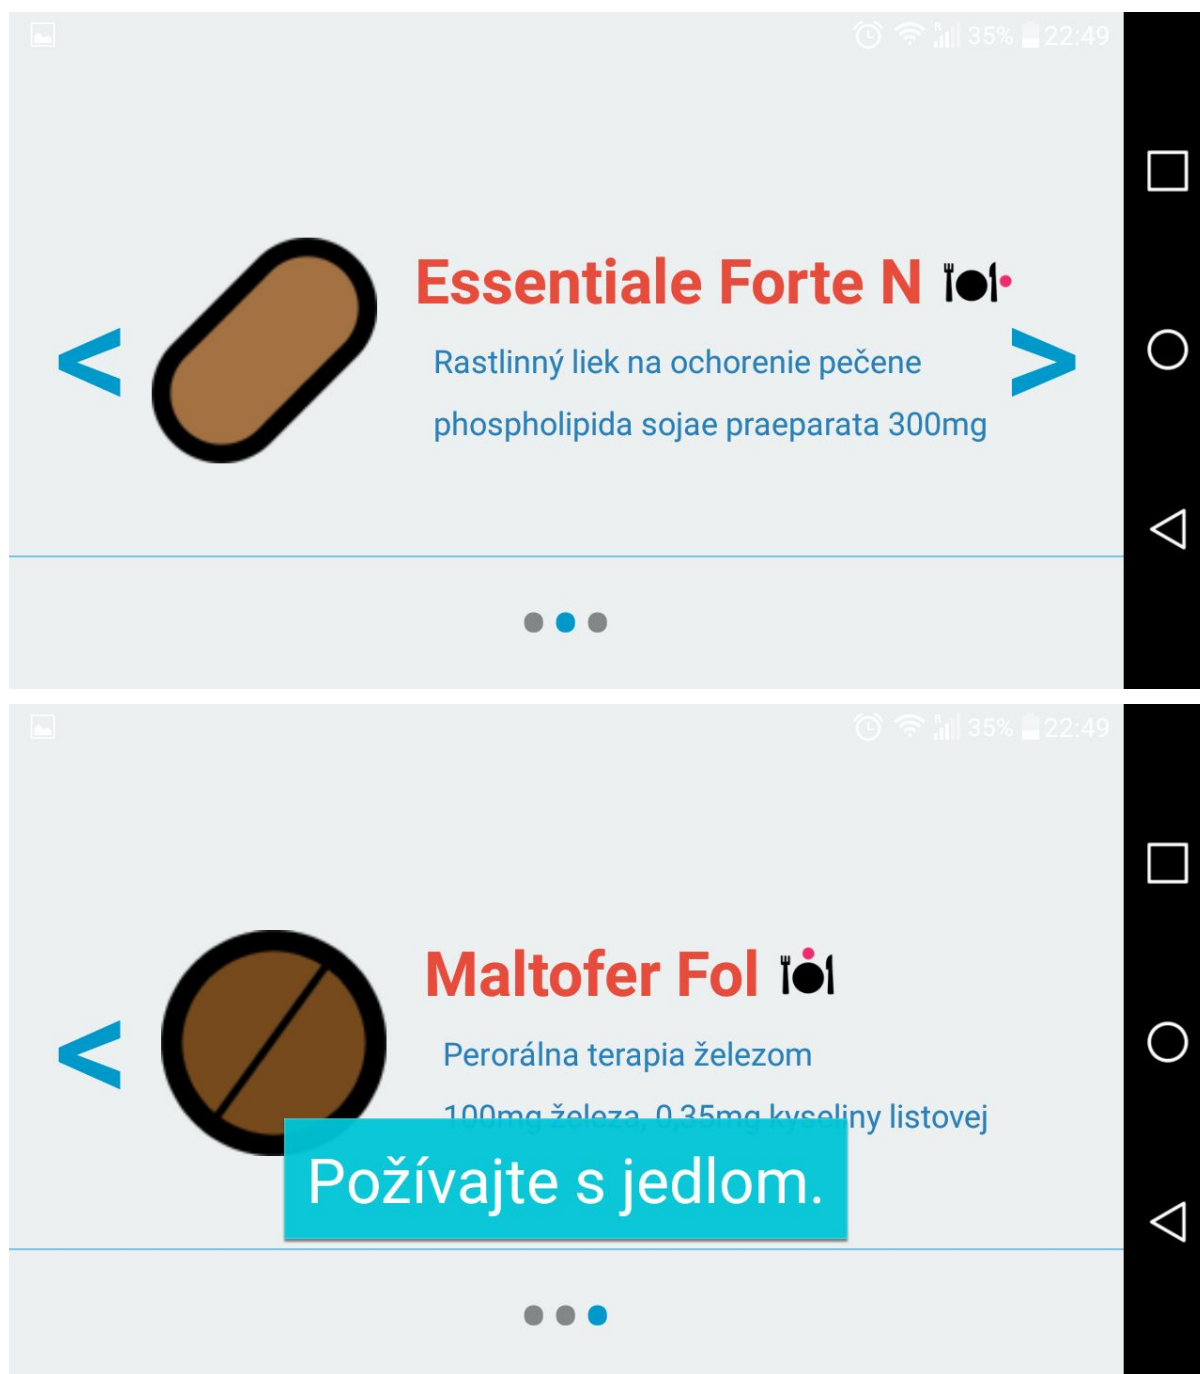 35% 22:49
Essentiale Forte N
< >
Rastlinný liek na ochorenie pečene
phospholipida sojae praeparata 300mg
35% 22:49
Maltofer Fol
<
Perorálna terapia železom
100mg železa, 0,35mg kyseliny listovej
Požívajte s jedlom.